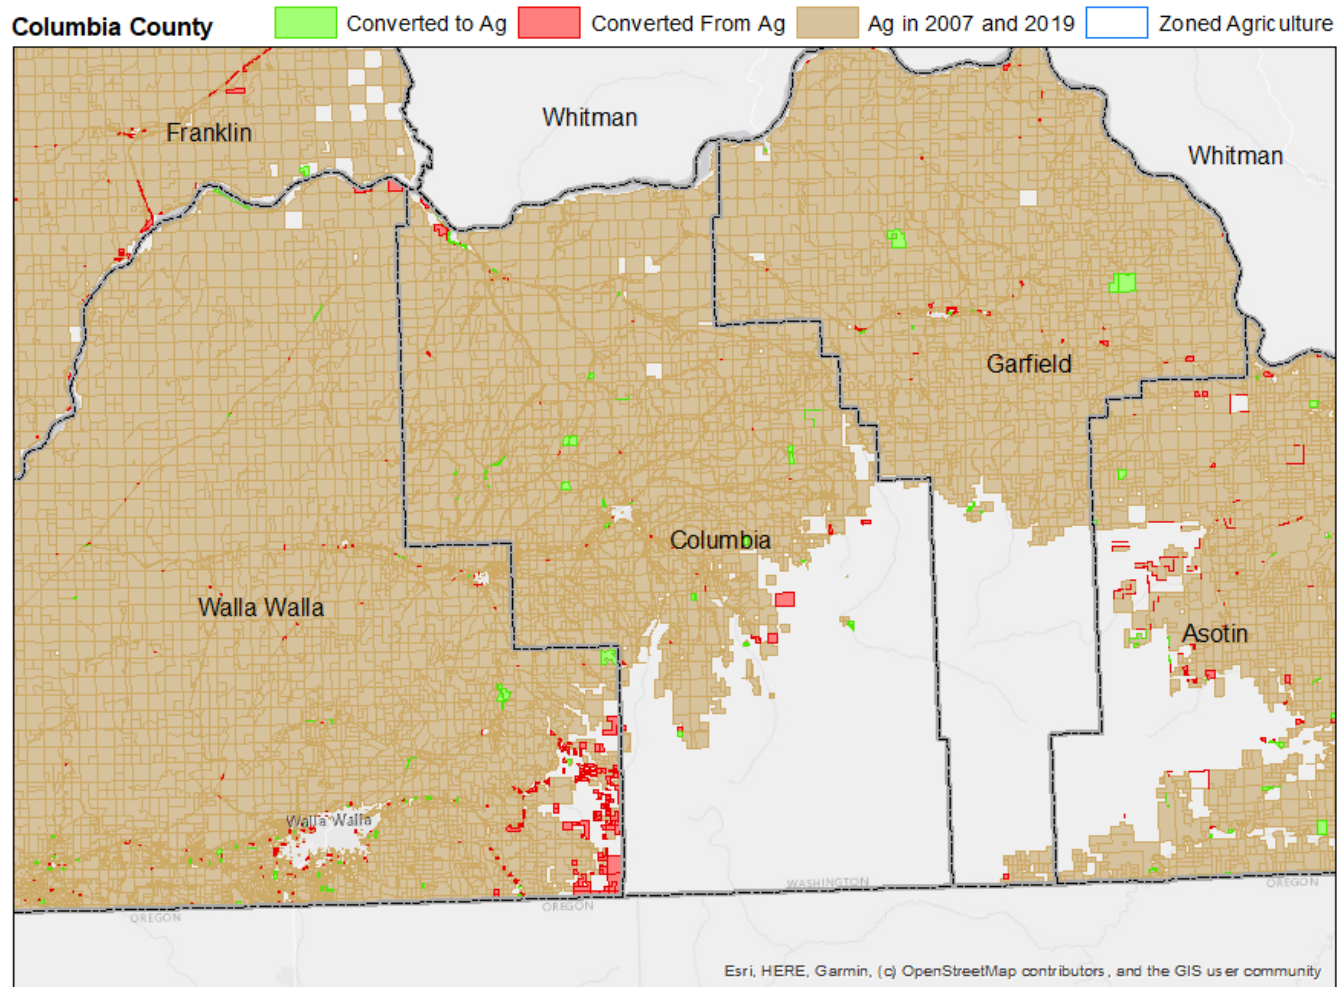 Columbia County Converted to Ag Converted From Ag Ag in 2007 and 2019 Zoned Agriculture
Whitman
Franklin
Whitman
Garfield
Columbia
Walla Walla
Asotin
Walla Walla
WASHINGTON
OREGON
OREGON
OREGON
Esri, HERE, Garmin, (c) OpenStreetMap contributors, and the GIS user community